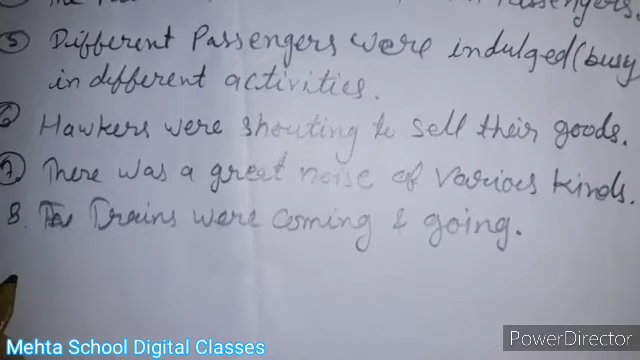 Passengers.
⑤ Different Passengers were indulged (busy
in different activities.
⑥ Hawkers were shouting to sell their goods.
⑦ There was a great noise of various kinds.
8. Trains were coming & going.
Mehta School Digital Classes
PowerDirector